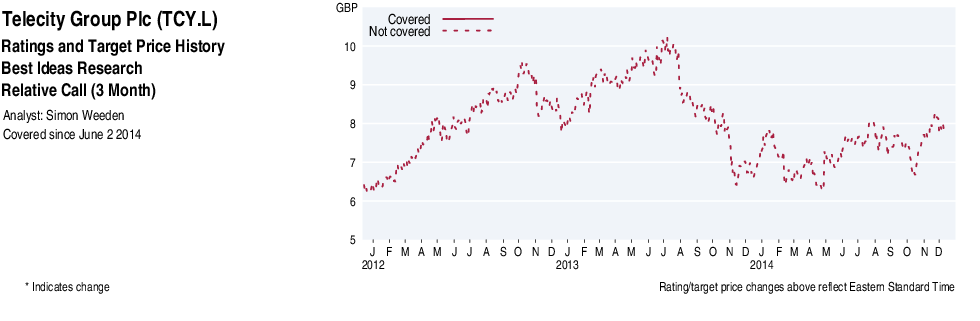 Telecity Group Plc (TCY.L)
Ratings and Target Price History
Best Ideas Research
Relative Call (3 Month)
Analyst: Simon Weeden
Covered since June 2 2014
GBP
Covered
Not covered
10
9
8
7
6
5
J F M A M J J A S O N D J F M A M J J A S O N D J F M A M J J A S O N D
2012 2013 2014
* Indicates change
Rating/target price changes above reflect Eastern Standard Time